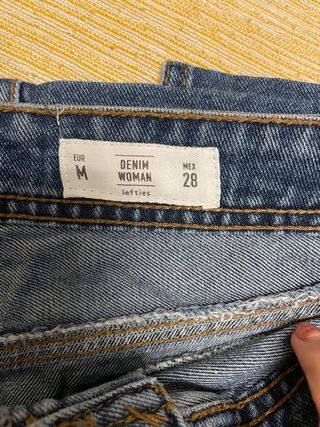 EUR
M
DENIM
WOMAN
lefties
MEX
28